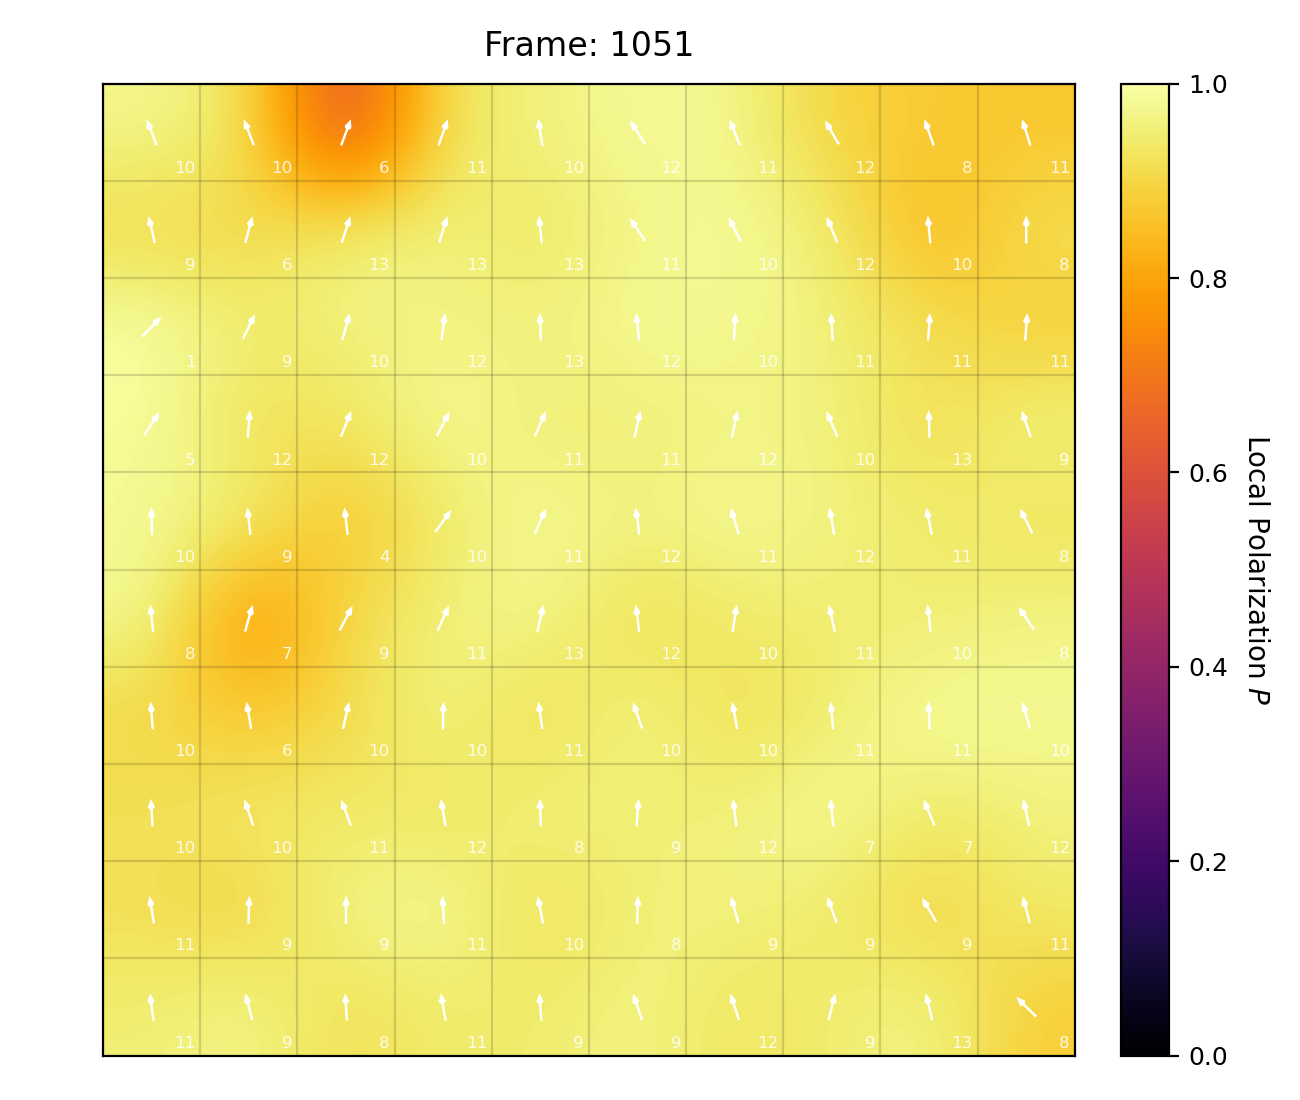 Frame: 1051
10 10 6 11 10 12 11 12 8 11
9 6 13 13 13 11 10 12 10 8
1 9 10 12 13 12 10 11 11 11
5 12 12 10 11 11 12 10 13 9
10 9 4 10 11 12 11 12 11 8
8 7 9 11 13 12 10 11 10 8
10 6 10 10 11 10 10 11 11 10
10 10 11 12 8 9 12 7 7 12
11 9 9 11 10 8 9 9 9 11
11 9 8 11 9 9 12 9 13 8
1.0
0.8
0.6
0.4
0.2
0.0
Local Polarization P